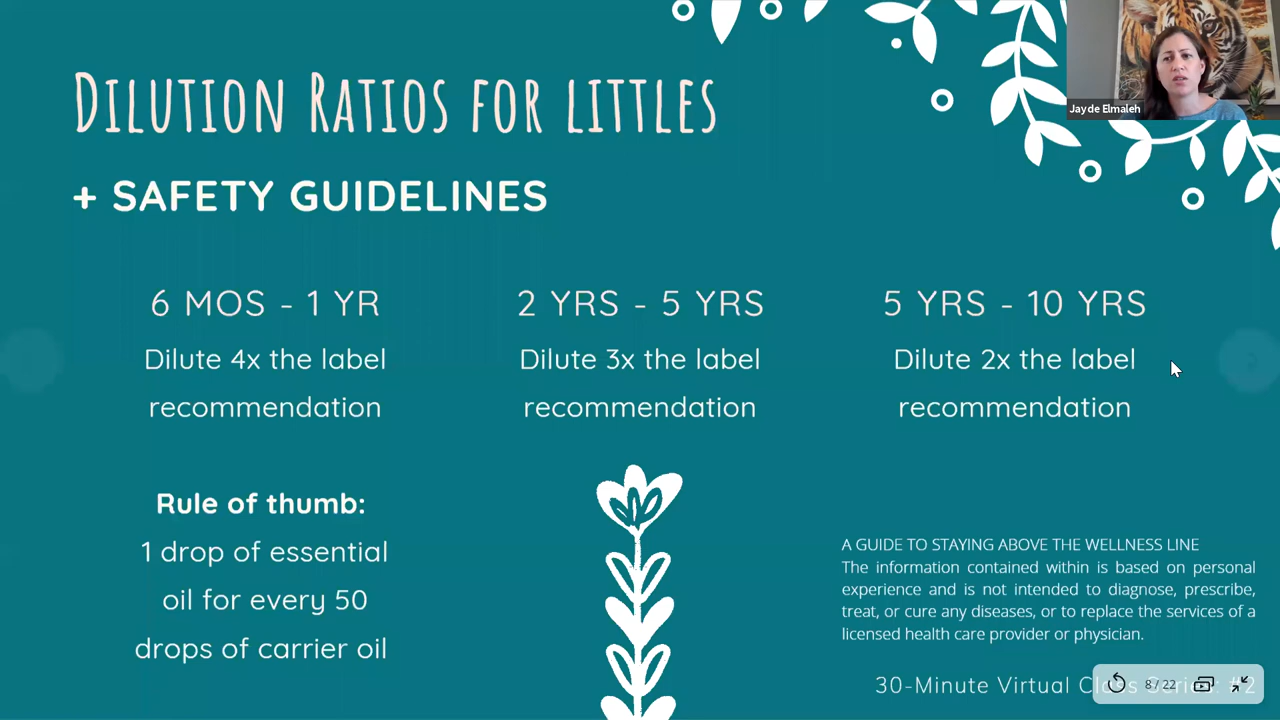 DILUTION RATIOS FOR LITTLES
+ SAFETY GUIDELINES
6 MOS - 1 YR
Dilute 4x the label
recommendation
2 YRS - 5 YRS
Dilute 3x the label
recommendation
5 YRS - 10 YRS
Dilute 2x the label
recommendation
Rule of thumb:
1 drop of essential
oil for every 50
drops of carrier oil
A GUIDE TO STAYING ABOVE THE WELLNESS LINE
The information contained within is based on personal
experience and is not intended to diagnose, prescribe,
treat, or cure any diseases, or to replace the services of a
licensed health care provider or physician.
30-Minute Virtual Class Series: #2
8 / 22
Jayde Elmaleh